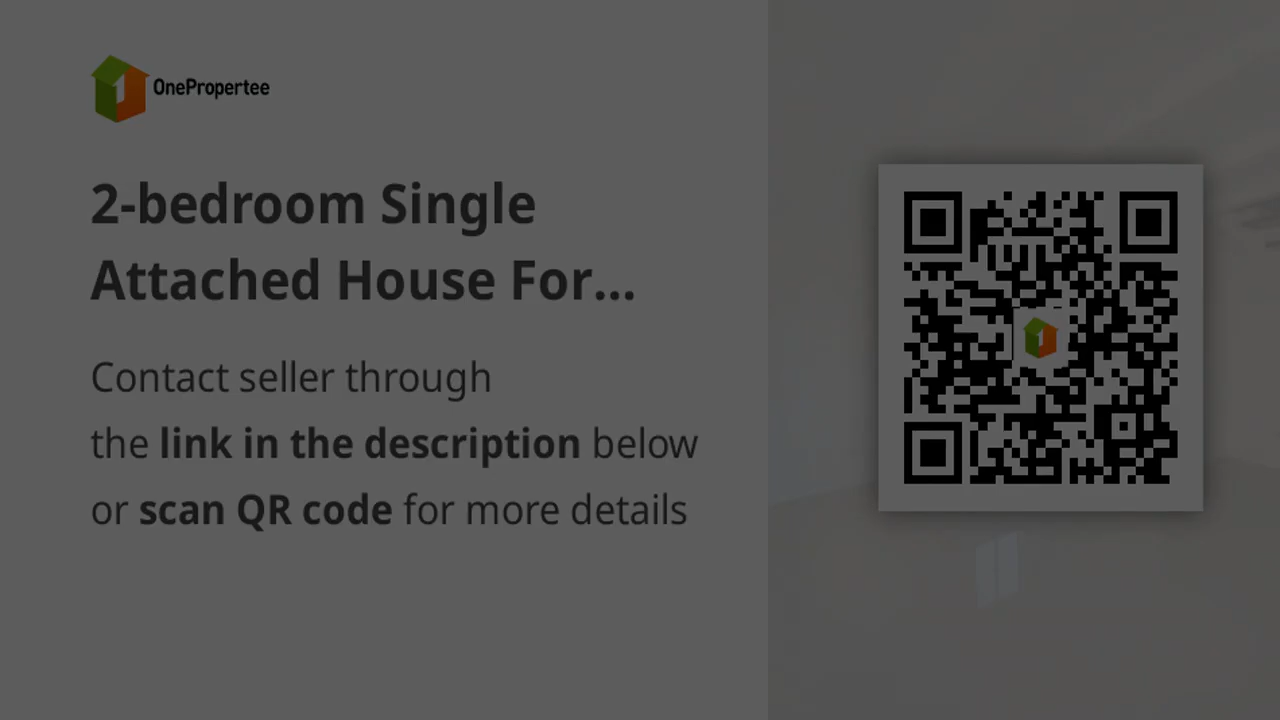 OnePropertee
2-bedroom Single
Attached House For...
Contact seller through
the link in the description below
or scan QR code for more details